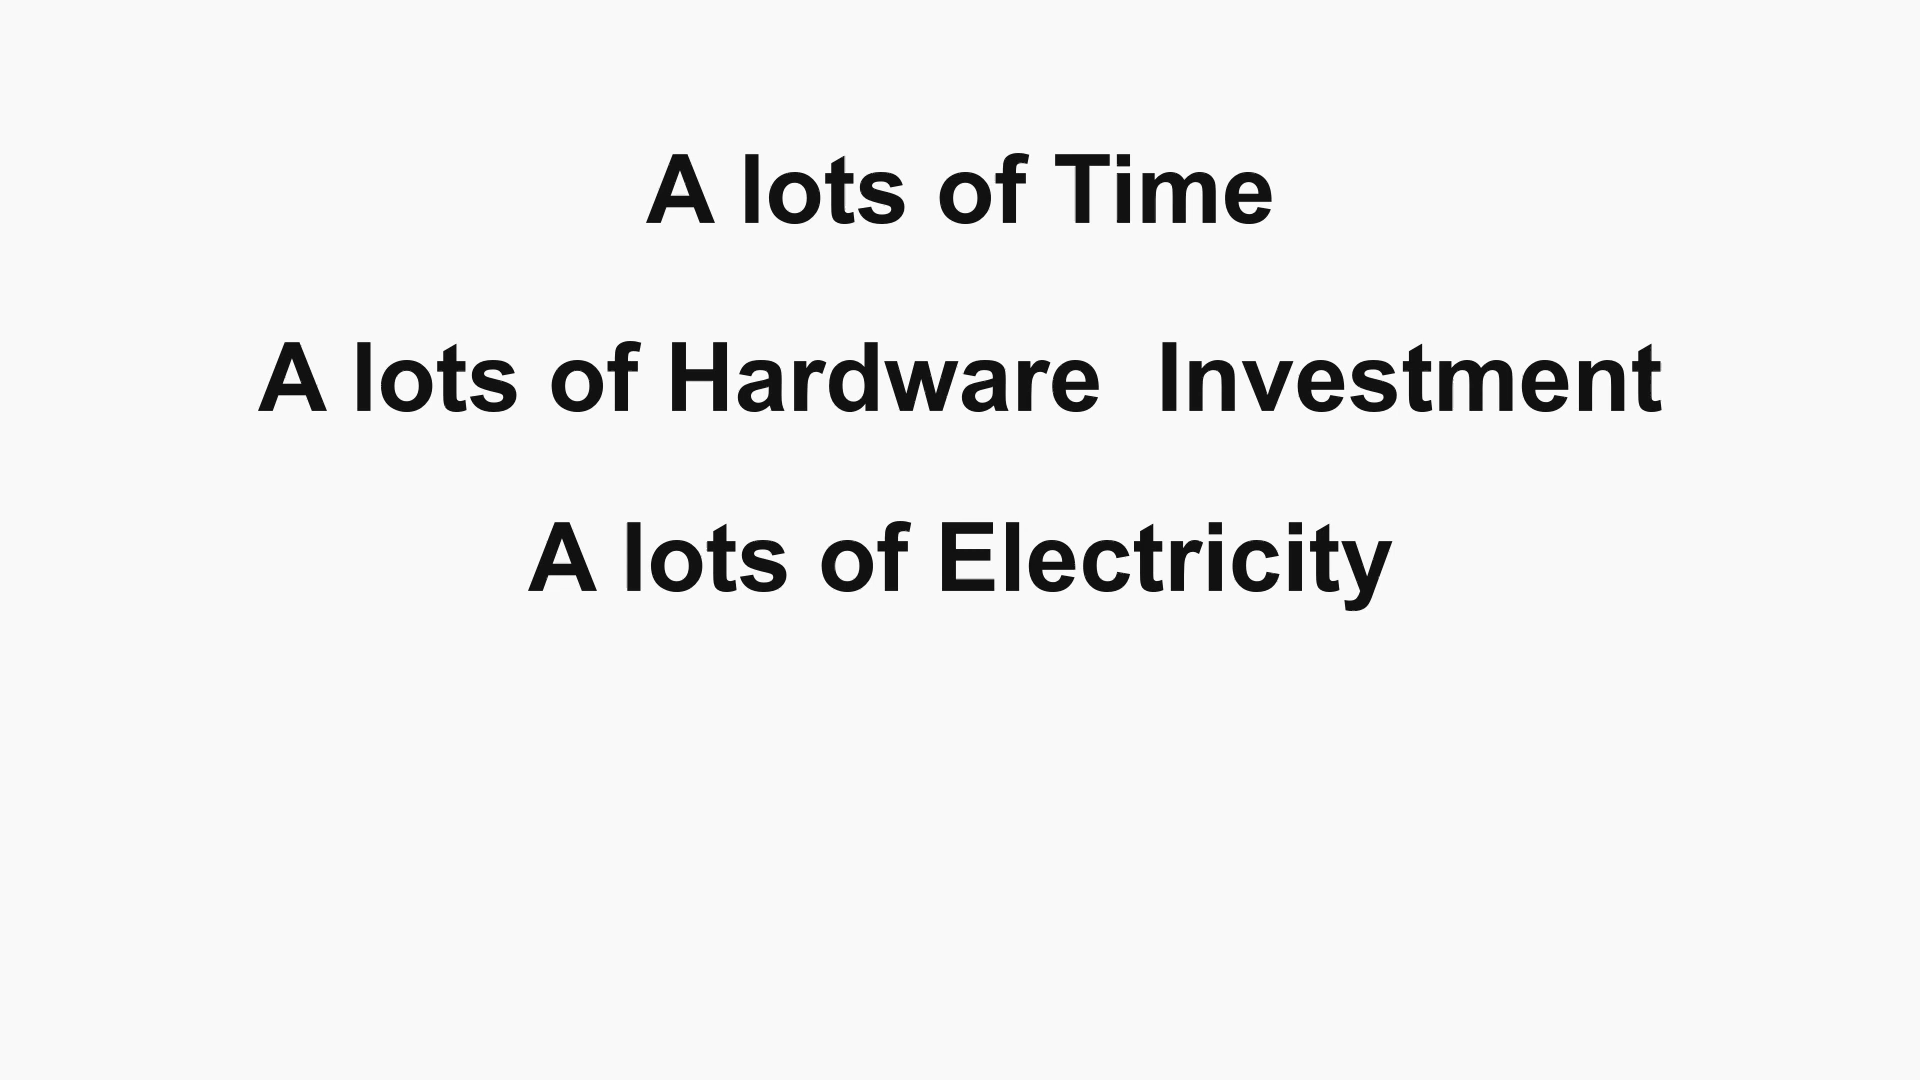 A lots of Time
A lots of Hardware  Investment
A lots of Electricity